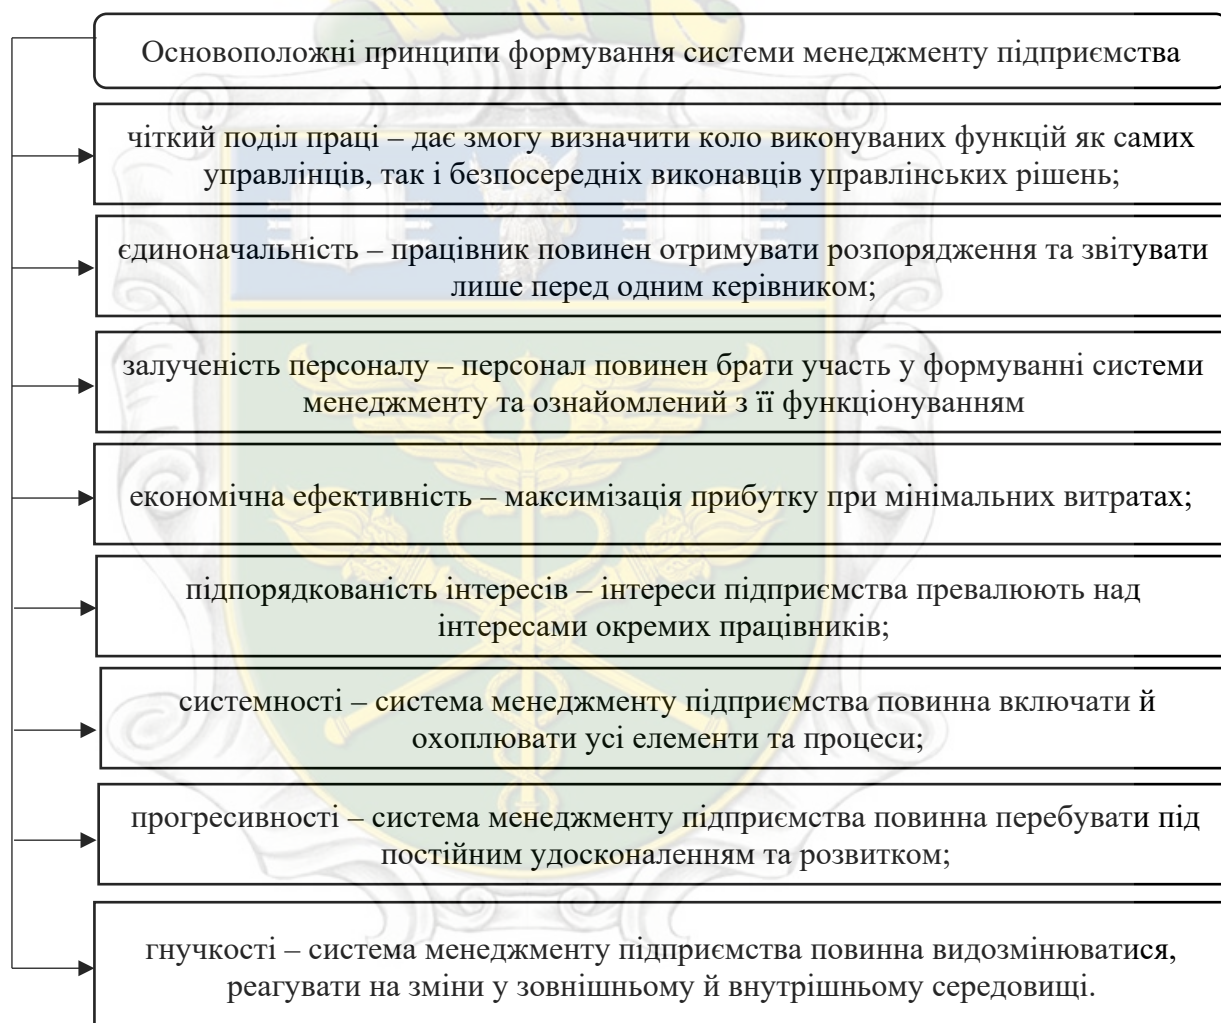 Основоположні принципи формування системи менеджменту підприємства
чіткий поділ праці – дає змогу визначити коло виконуваних функцій як самих
управлінців, так і безпосередніх виконавців управлінських рішень;
єдиноначальність – працівник повинен отримувати розпорядження та звітувати
лише перед одним керівником;
залученість персоналу – персонал повинен брати участь у формуванні системи
менеджменту та ознайомлений з її функціонуванням
економічна ефективність – максимізація прибутку при мінімальних витратах;
підпорядкованість інтересів – інтереси підприємства превалюють над
інтересами окремих працівників;
системності – система менеджменту підприємства повинна включати й
охоплювати усі елементи та процеси;
прогресивності – система менеджменту підприємства повинна перебувати під
постійним удосконаленням та розвитком;
гнучкості – система менеджменту підприємства повинна видозмінюватися,
реагувати на зміни у зовнішньому й внутрішньому середовищі.